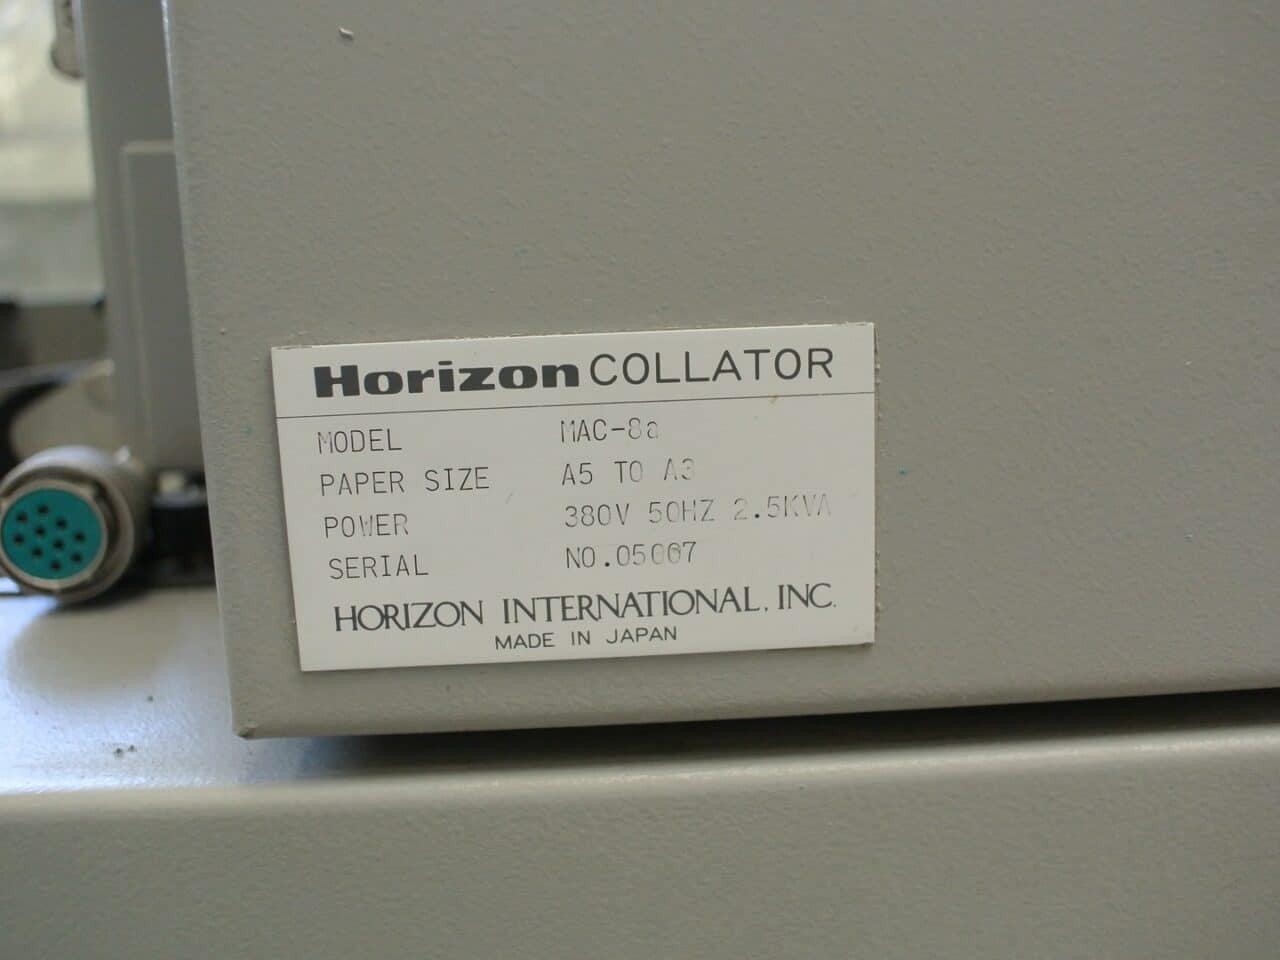 Horizon COLLATOR
MODEL MAC-8a
PAPER SIZE A5 TO A3
POWER 380V 50HZ 2.5KVA
SERIAL NO.05067
HORIZON INTERNATIONAL, INC.
MADE IN JAPAN